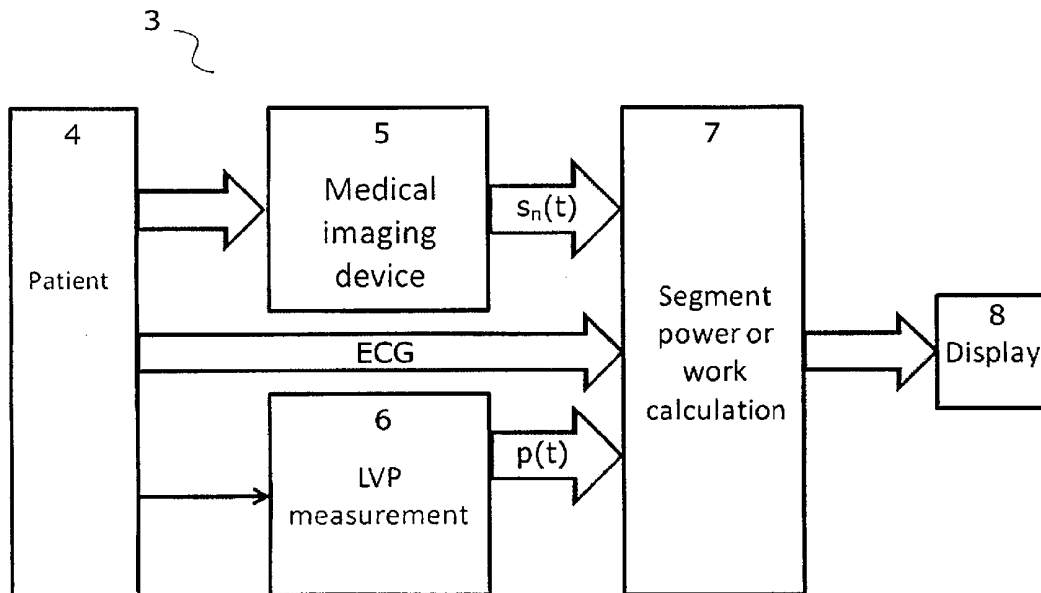 3
4
Patient
5
Medical
imaging
device
sₙ(t)
ECG
6
LVP
measurement
p(t)
7
Segment
power or
work
calculation
8
Display